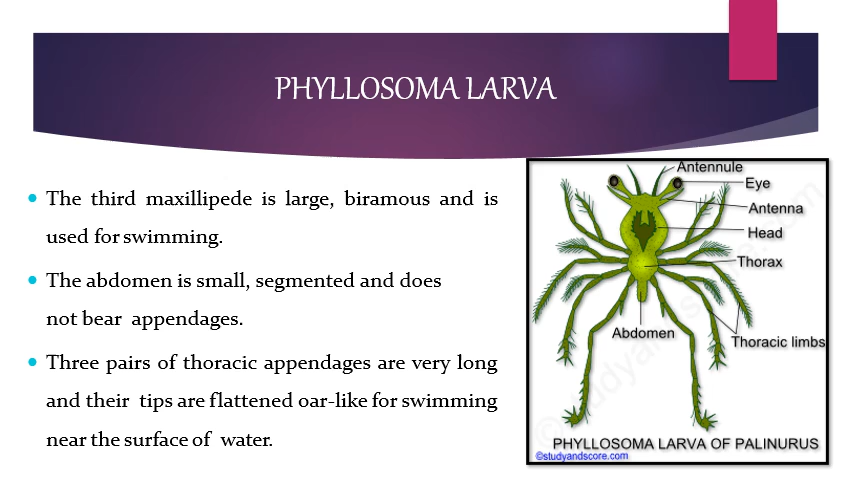 PHYLLOSOMA LARVA
The third maxillipede is large, biramous and is
used for swimming.
The abdomen is small, segmented and does
not bear appendages.
Three pairs of thoracic appendages are very long
and their tips are flattened oar-like for swimming
near the surface of water.
Antennule
Eye
Antenna
Head
Thorax
Abdomen
Thoracic limbs
PHYLLOSOMA LARVA OF PALINURUS
©studyandscore.com
© studyandscore.com